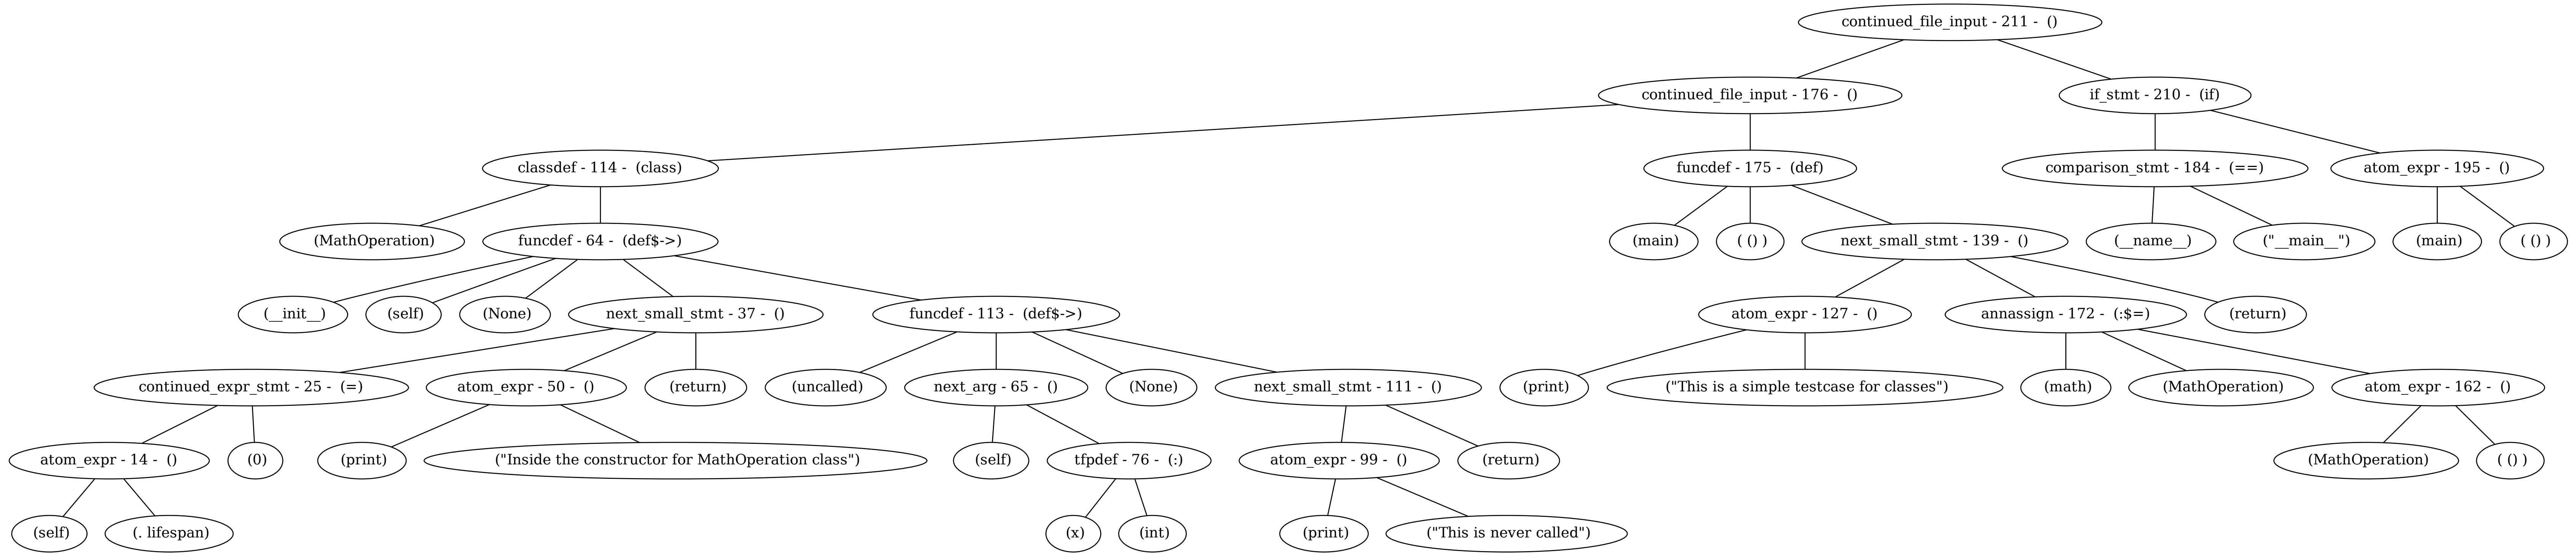 continued_file_input - 211 - ()
continued_file_input - 176 - ()
if_stmt - 210 - (if)
classdef - 114 - (class)
funcdef - 175 - (def)
comparison_stmt - 184 - (==)
atom_expr - 195 - ()
(MathOperation)
funcdef - 64 - (def$->)
(main)
( () )
next_small_stmt - 139 - ()
(__name__)
("__main__")
(main)
( () )
(__init__)
(self)
(None)
next_small_stmt - 37 - ()
funcdef - 113 - (def$->)
atom_expr - 127 - ()
annassign - 172 - (:$=)
(return)
continued_expr_stmt - 25 - (=)
atom_expr - 50 - ()
(return)
(uncalled)
next_arg - 65 - ()
(None)
next_small_stmt - 111 - ()
(print)
("This is a simple testcase for classes")
(math)
(MathOperation)
atom_expr - 162 - ()
atom_expr - 14 - ()
(0)
(print)
("Inside the constructor for MathOperation class")
(self)
tfpdef - 76 - (:)
atom_expr - 99 - ()
(return)
(MathOperation)
( () )
(self)
(. lifespan)
(x)
(int)
(print)
("This is never called")